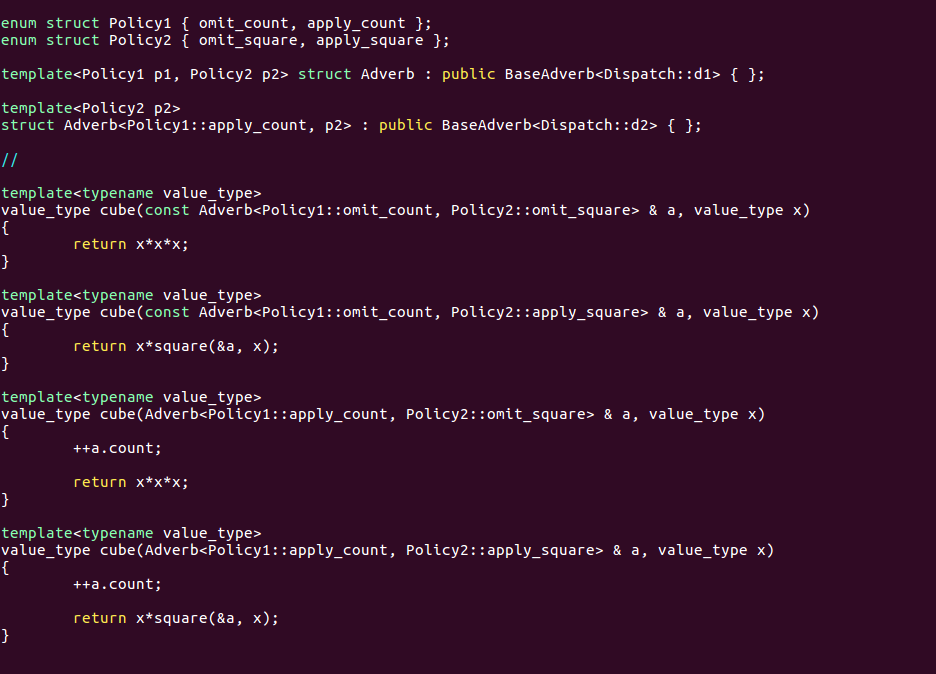 enum struct Policy1 { omit_count, apply_count };
enum struct Policy2 { omit_square, apply_square };
template<Policy1 p1, Policy2 p2> struct Adverb : public BaseAdverb<Dispatch::d1> { };
template<Policy2 p2>
struct Adverb<Policy1::apply_count, p2> : public BaseAdverb<Dispatch::d2> { };
//
template<typename value_type>
value_type cube(const Adverb<Policy1::omit_count, Policy2::omit_square> & a, value_type x)
{
return x*x*x;
}
template<typename value_type>
value_type cube(const Adverb<Policy1::omit_count, Policy2::apply_square> & a, value_type x)
{
return x*square(&a, x);
}
template<typename value_type>
value_type cube(Adverb<Policy1::apply_count, Policy2::omit_square> & a, value_type x)
{
++a.count;
return x*x*x;
}
template<typename value_type>
value_type cube(Adverb<Policy1::apply_count, Policy2::apply_square> & a, value_type x)
{
++a.count;
return x*square(&a, x);
}